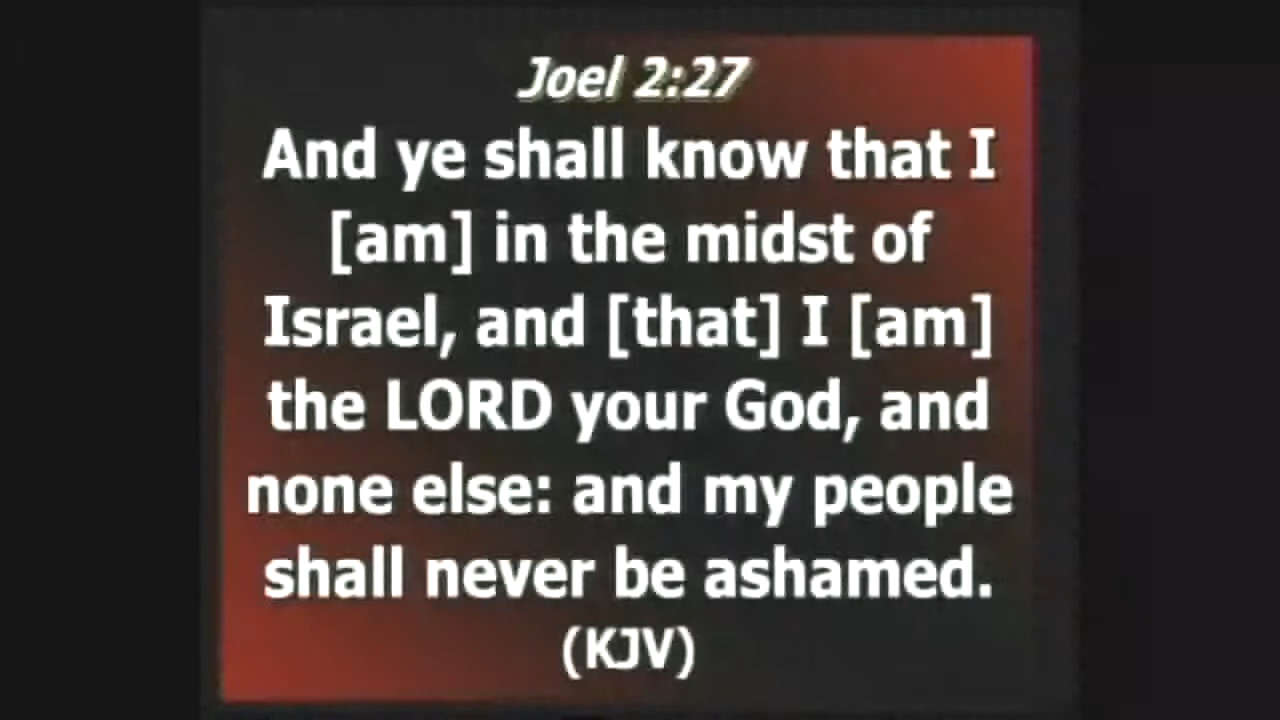 Joel 2:27
And ye shall know that I
[am] in the midst of
Israel, and [that] I [am]
the LORD your God, and
none else: and my people
shall never be ashamed.
(KJV)